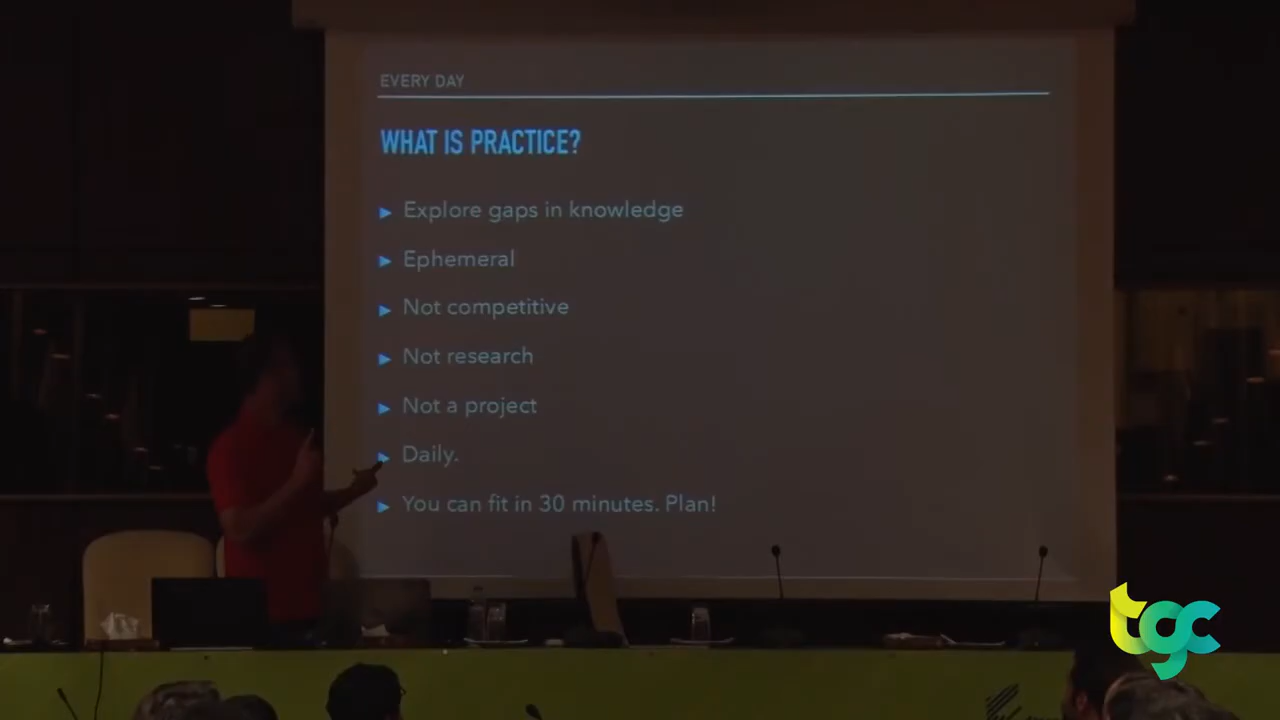 EVERY DAY
WHAT IS PRACTICE?
Explore gaps in knowledge
Ephemeral
Not competitive
Not research
Not a project
Daily.
You can fit in 30 minutes. Plan!
tgc